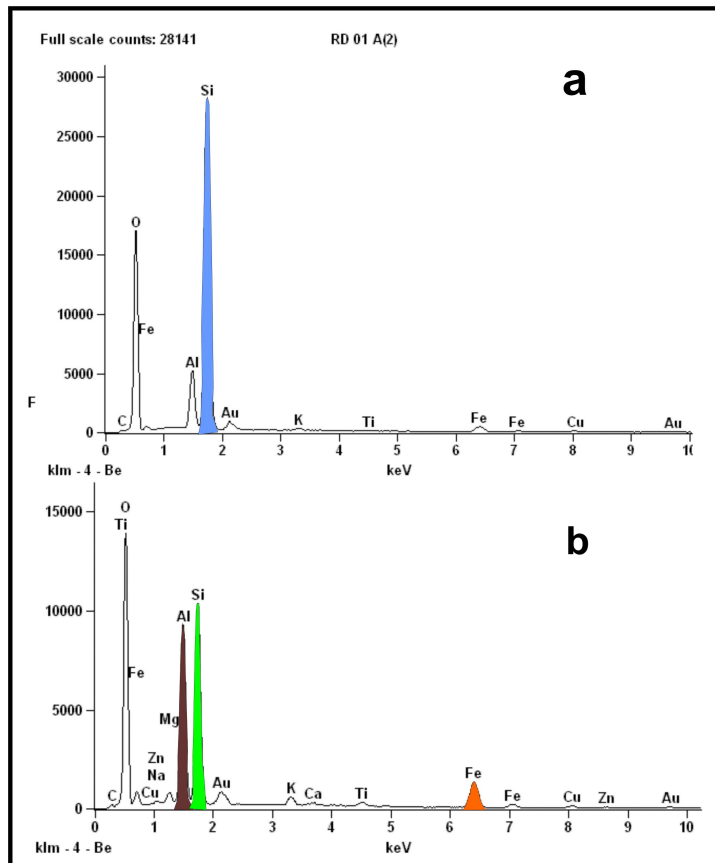 Full scale counts: 28141 RD 01 A(2)
a
30000
Si
25000
20000
O
15000
10000
Fe
5000
Al
F
C Au K Ti Fe Fe Cu Au
0
0 1 2 3 4 5 6 7 8 9 10
klm - 4 - Be keV
O
15000
Ti
b
Si
10000
Al
Fe
5000
Mg
Zn
Na
C Cu Au K Ca Ti Fe Fe Cu Zn Au
0
0 1 2 3 4 5 6 7 8 9 10
klm - 4 - Be keV